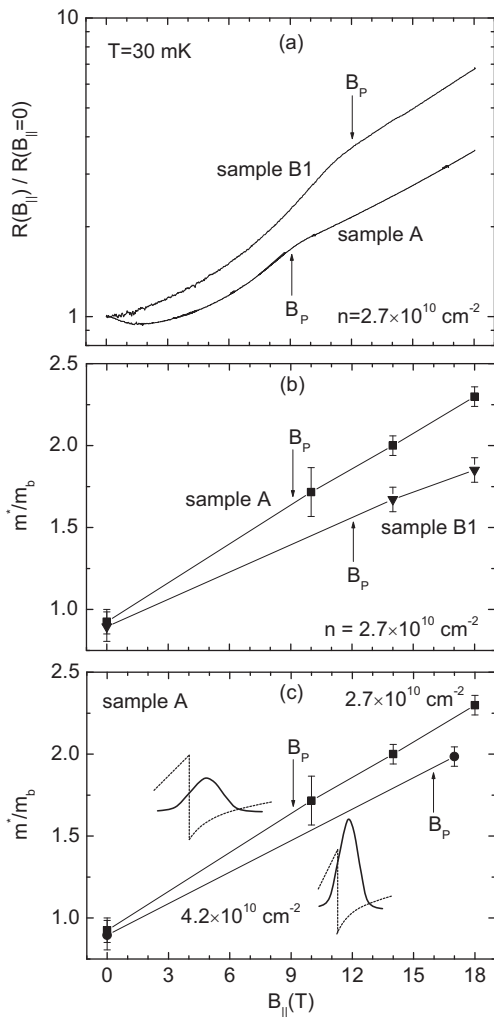 10
T=30 mK
(a)
B_P
sample B1
sample A
B_P
1
n=2.7×10^10 cm^-2
R(B_||) / R(B_||=0)
2.5
(b)
2.0
B_P
sample A
1.5
sample B1
B_P
1.0
n = 2.7×10^10 cm^-2
m*/m_b
2.5
sample A
(c)
2.7×10^10 cm^-2
B_P
2.0
B_P
1.5
4.2×10^10 cm^-2
1.0
m*/m_b
0 3 6 9 12 15 18
B_||(T)